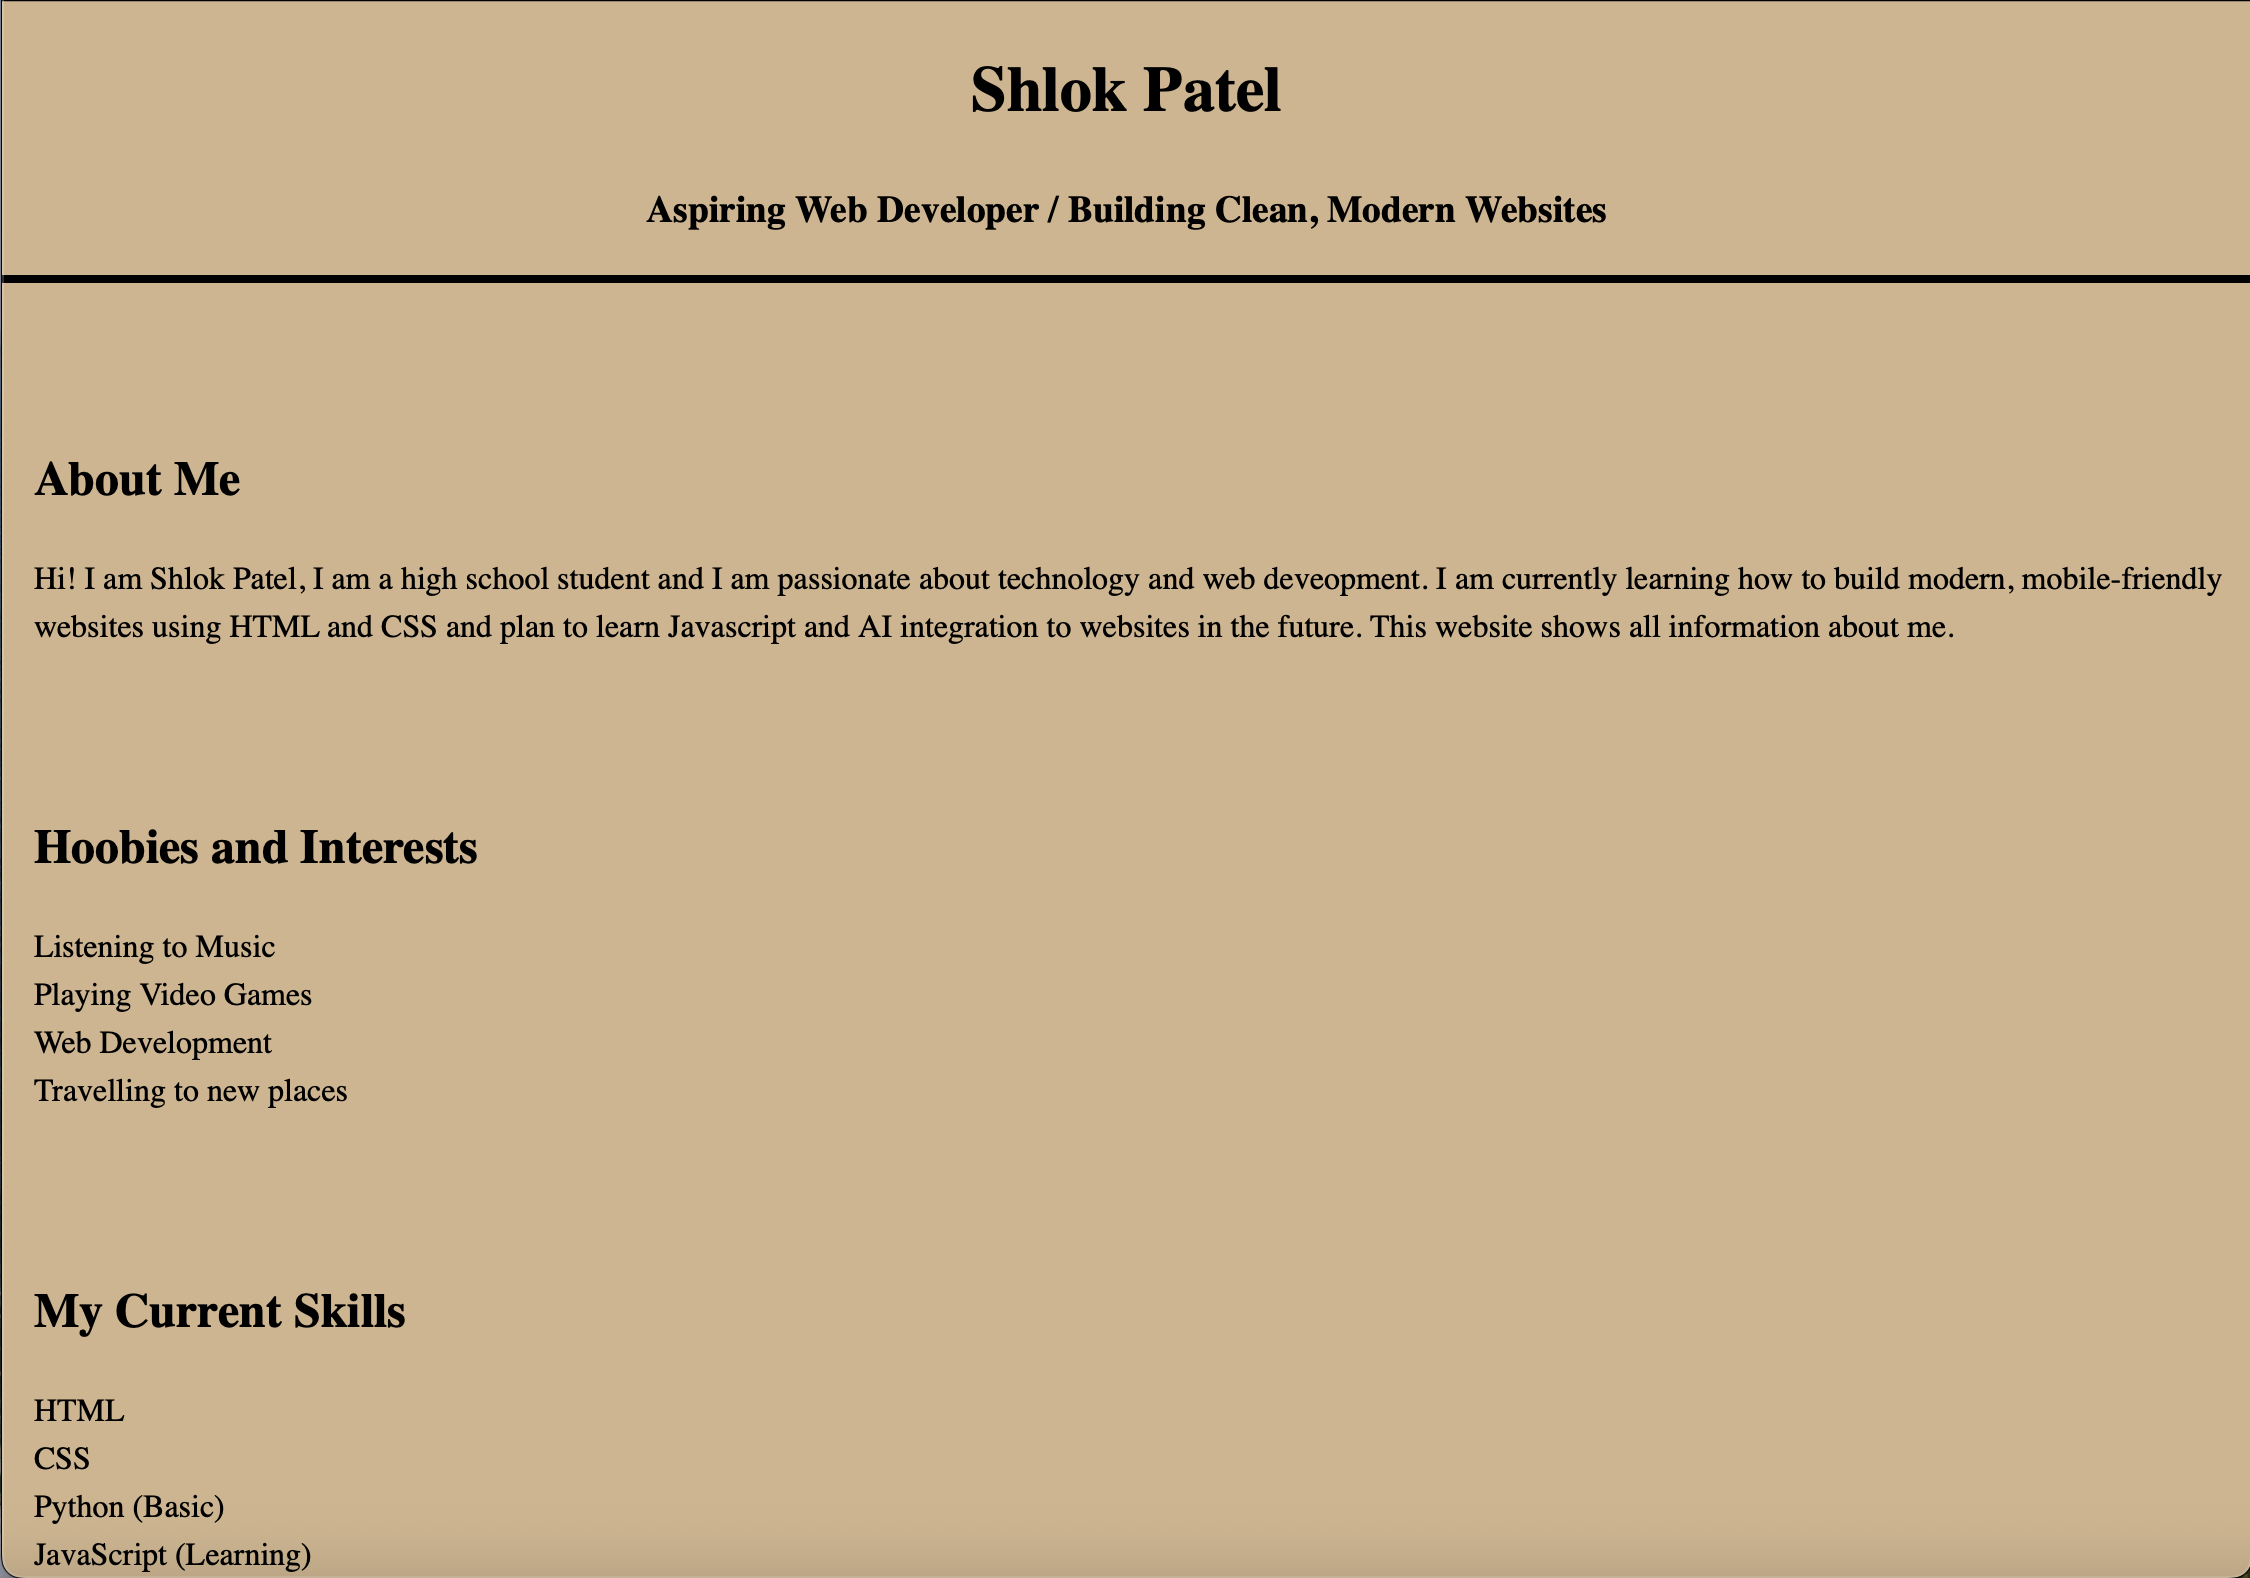 Shlok Patel
Aspiring Web Developer / Building Clean, Modern Websites
About Me
Hi! I am Shlok Patel, I am a high school student and I am passionate about technology and web deveopment. I am currently learning how to build modern, mobile-friendly
websites using HTML and CSS and plan to learn Javascript and AI integration to websites in the future. This website shows all information about me.
Hoobies and Interests
Listening to Music
Playing Video Games
Web Development
Travelling to new places
My Current Skills
HTML
CSS
Python (Basic)
JavaScript (Learning)